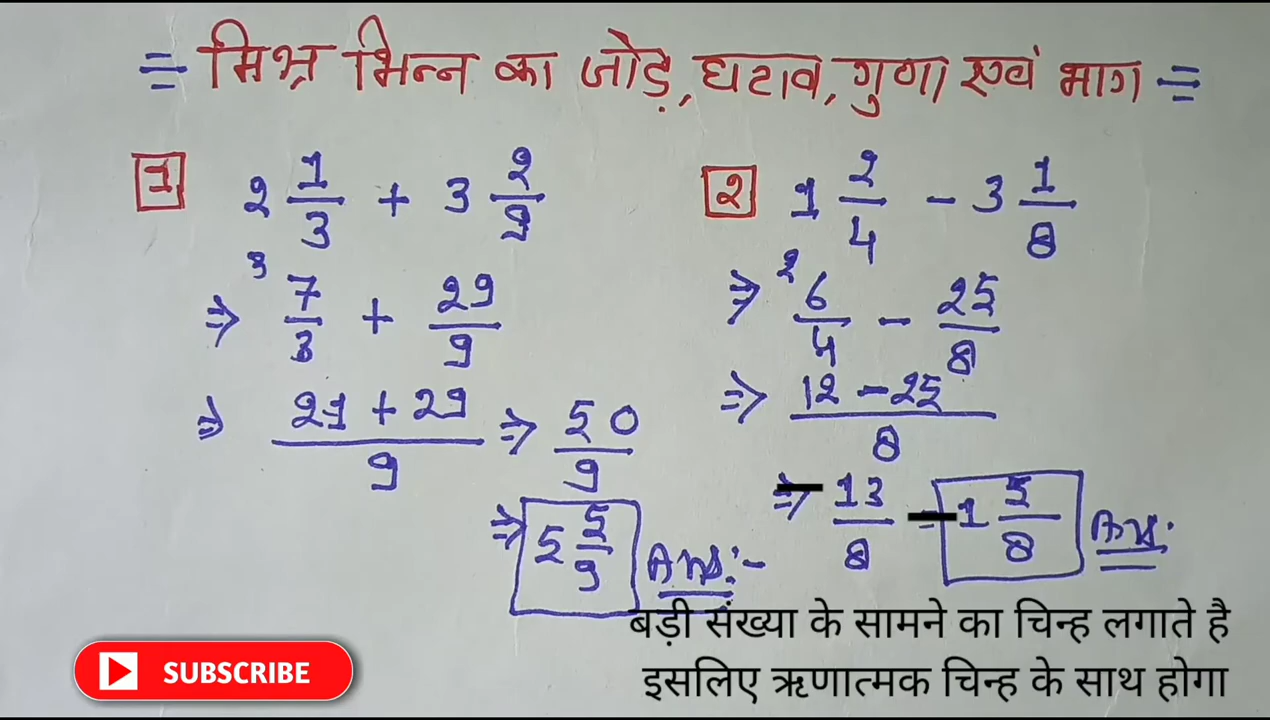 = मिश्र भिन्न का जोड़, घटाव, गुणा एवं भाग =
1 2 1/3 + 3 2/9
3 7/3 + 29/9
⇒ (21 + 29)/9 ⇒ 50/9
⇒ 5 5/9 Ans:-
२ 1 2/4 - 3 1/8
⇒ 2 6/4 - 25/8
⇒ (12 - 25)/8
⇒ - 13/8 = - 1 5/8 Ans:
बड़ी संख्या के सामने का चिन्ह लगाते है
इसलिए ऋणात्मक चिन्ह के साथ होगा
SUBSCRIBE